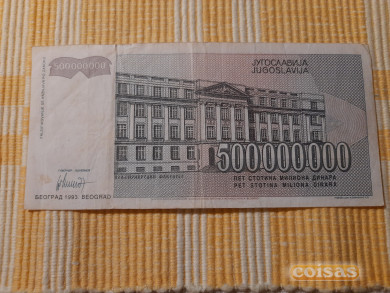 500000000
ЈУГОСЛАВИЈА
JUGOSLAVIJA
500000000
ПЕТ СТОТИНА МИЛИОНА ДИНАРА
PET STOTINA MILIONA DINARA
БЕОГРАД 1993. BEOGRAD
coisas